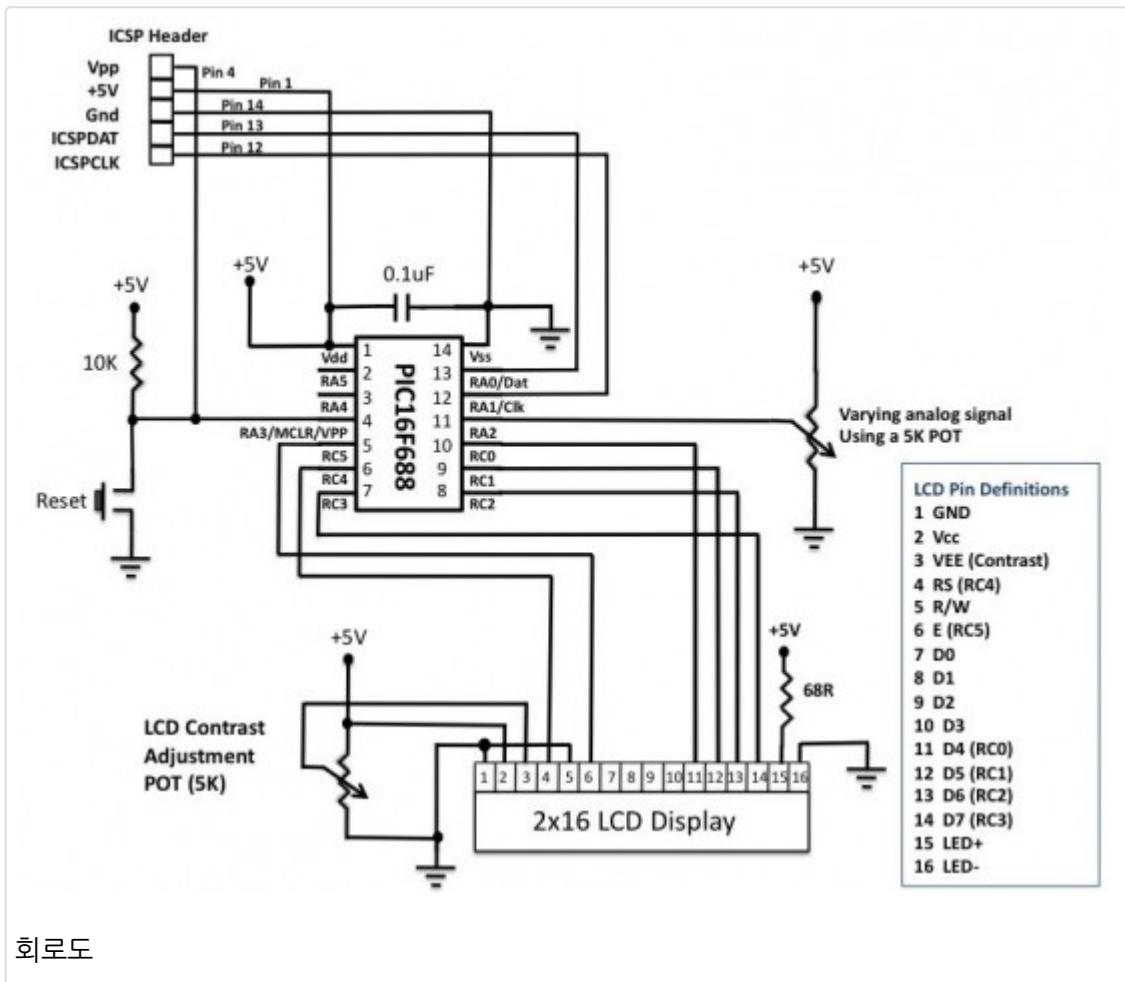 ICSP Header
Vpp
+5V
Gnd
ICSPDAT
ICSPCLK
Pin 4
Pin 1
Pin 14
Pin 13
Pin 12
+5V
10K
Reset
+5V
0.1uF
+5V
Varying analog signal
Using a 5K POT
PIC16F688
1
2
3
4
5
6
7
14
13
12
11
10
9
8
Vdd
RA5
RA4
RA3/MCLR/VPP
RC5
RC4
RC3
Vss
RA0/Dat
RA1/Clk
RA2
RC0
RC1
RC2
LCD Pin Definitions
1 GND
2 Vcc
3 VEE (Contrast)
4 RS (RC4)
5 R/W
6 E (RC5)
7 D0
8 D1
9 D2
10 D3
11 D4 (RC0)
12 D5 (RC1)
13 D6 (RC2)
14 D7 (RC3)
15 LED+
16 LED-
+5V
LCD Contrast
Adjustment
POT (5K)
+5V
68R
1 2 3 4 5 6 7 8 9 10 11 12 13 14 15 16
2x16 LCD Display
회로도